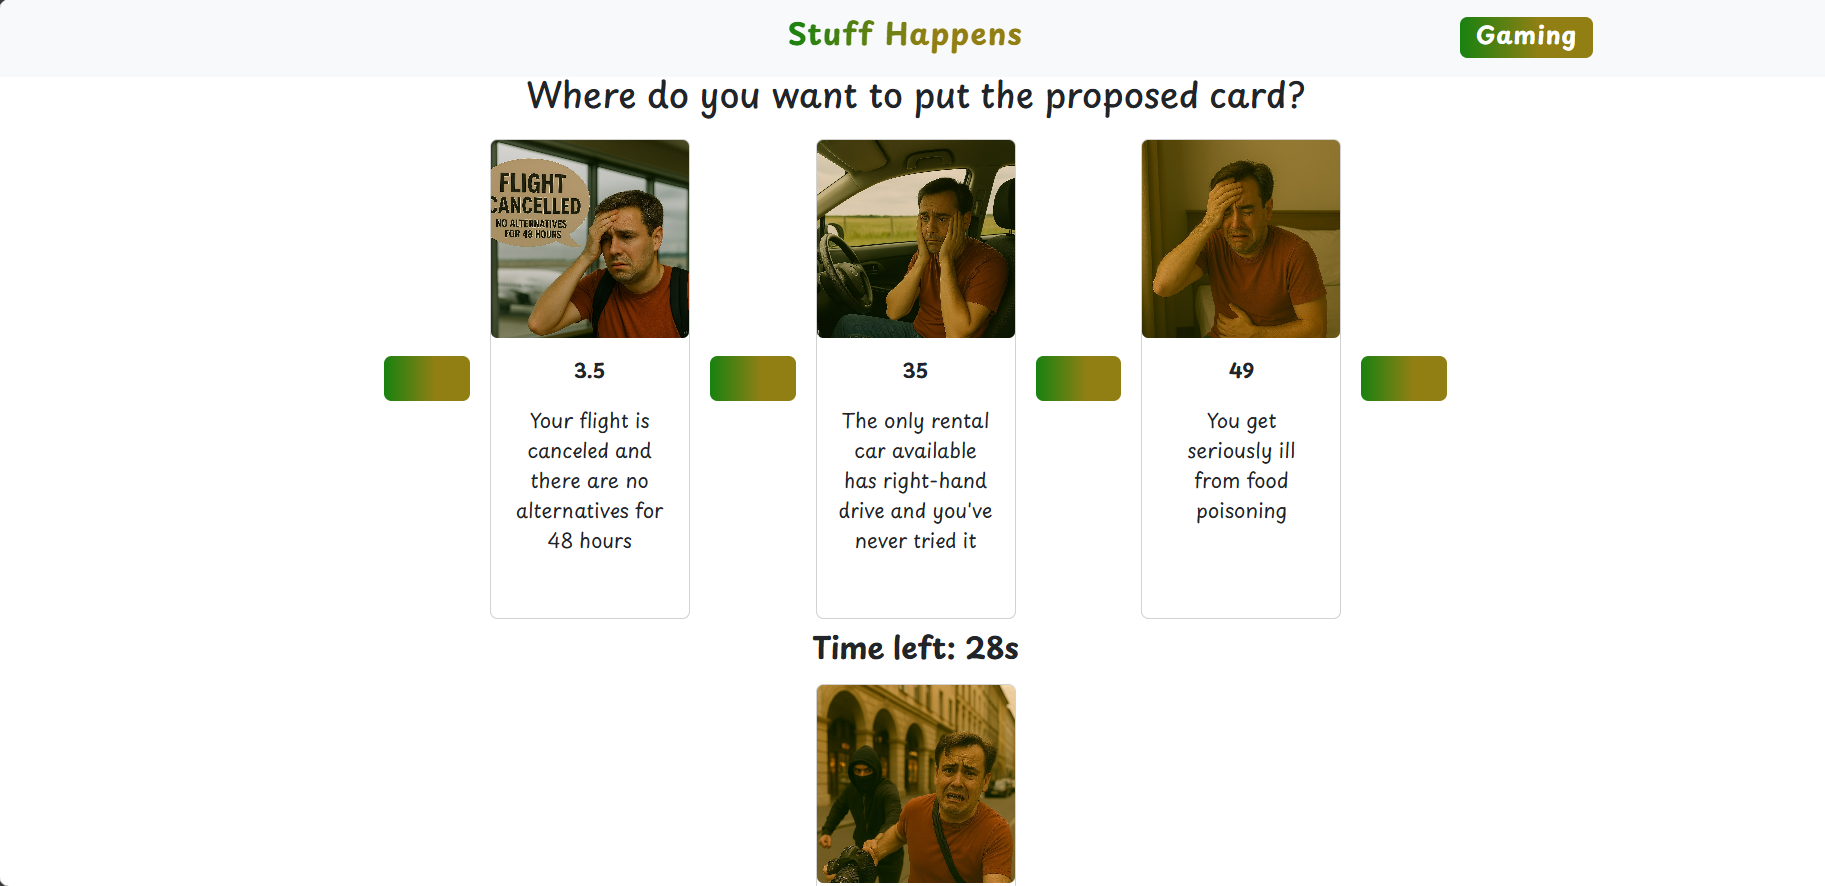 Stuff Happens
Gaming
Where do you want to put the proposed card?
FLIGHT
CANCELLED
NO ALTERNATIVES
FOR 48 HOURS
3.5
Your flight is
canceled and
there are no
alternatives for
48 hours
35
The only rental
car available
has right-hand
drive and you've
never tried it
49
You get
seriously ill
from food
poisoning
Time left: 28s